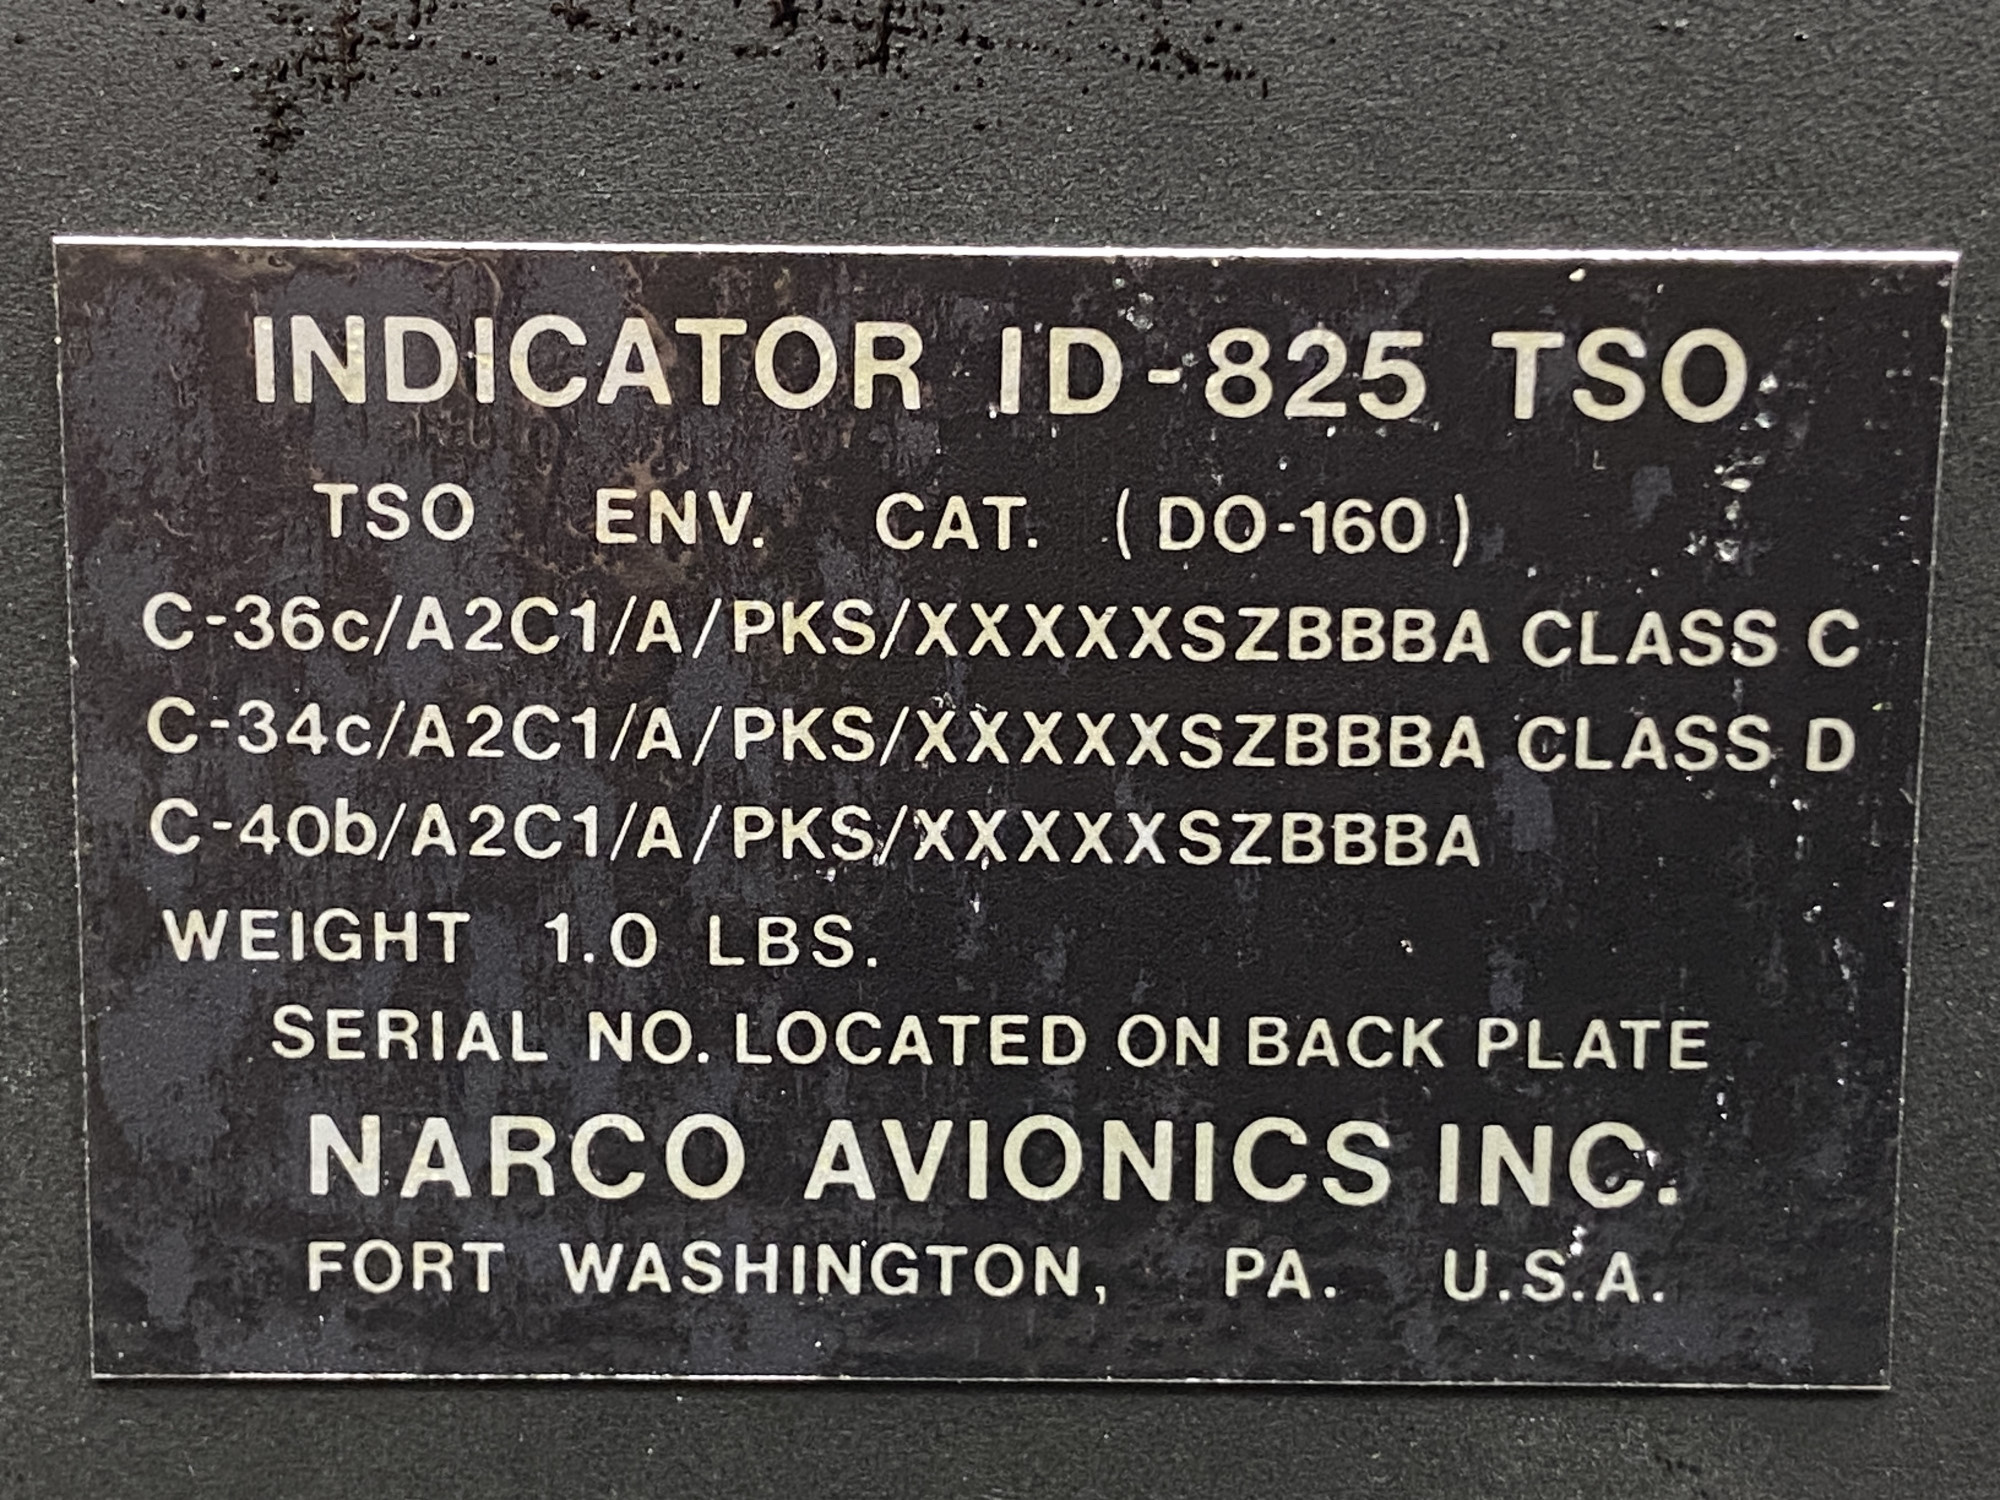 INDICATOR ID-825 TSO
TSO ENV. CAT. (DO-160)
C-36c/A2C1/A/PKS/XXXXXSZBBBA CLASS C
C-34c/A2C1/A/PKS/XXXXXSZBBBA CLASS D
C-40b/A2C1/A/PKS/XXXXXSZBBBA
WEIGHT 1.0 LBS.
SERIAL NO. LOCATED ON BACK PLATE
NARCO AVIONICS INC.
FORT WASHINGTON, PA. U.S.A.